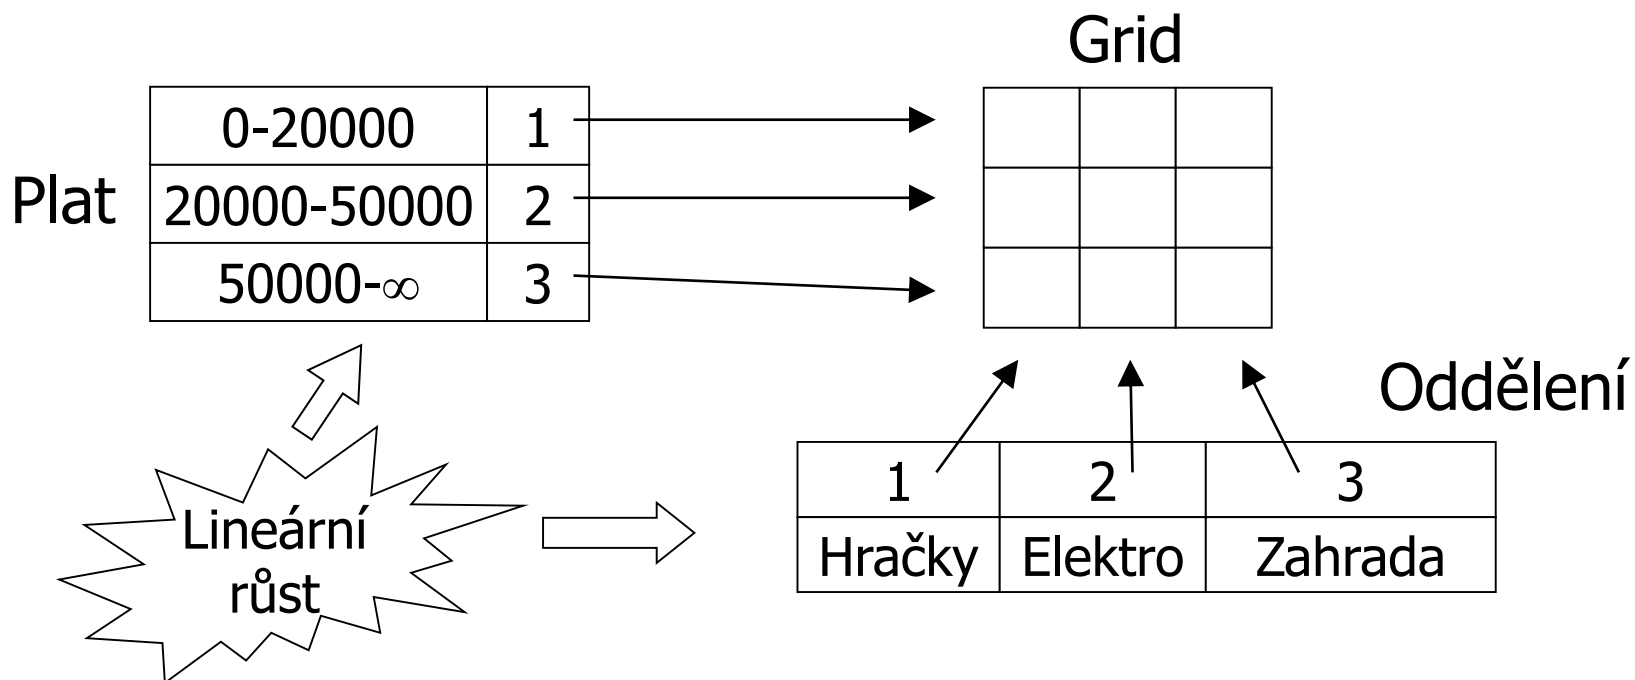 Grid
0-20000 1
Plat 20000-50000 2
50000-∞ 3
Oddělení
1 2 3
Hračky Elektro Zahrada
Lineární
růst